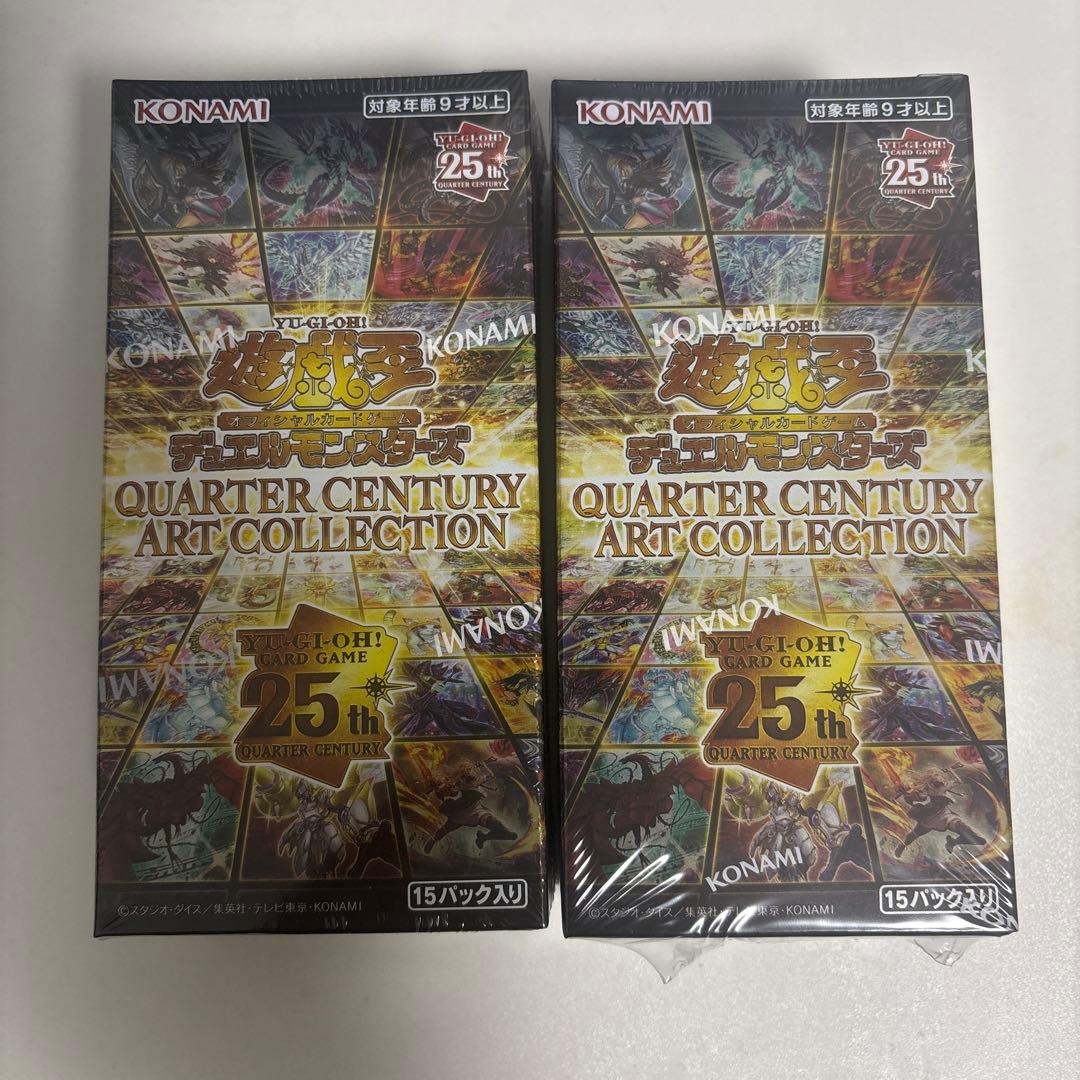 KONAMI
対象年齢9才以上
YU-GI-OH!
CARD GAME
25th
QUARTER CENTURY
YU-GI-OH!
KONAMI
KONAMI
遊戯王
オフィシャルカードゲーム
デュエルモンスターズ
QUARTER CENTURY
ART COLLECTION
KONAMI
KONAMI
YU-GI-OH!
CARD GAME
25th
QUARTER CENTURY
15パック入り
©スタジオ・ダイス／集英社・テレビ東京・KONAMI
KONAMI
対象年齢9才以上
YU-GI-OH!
CARD GAME
25th
QUARTER CENTURY
KONAMI
YU-GI-OH!
遊戯王
オフィシャルカードゲーム
デュエルモンスターズ
QUARTER CENTURY
ART COLLECTION
KONAMI
YU-GI-OH!
CARD GAME
25th
QUARTER CENTURY
KONAMI
15パック入り
©スタジオ・ダイス／集英社・テレビ東京・KONAMI